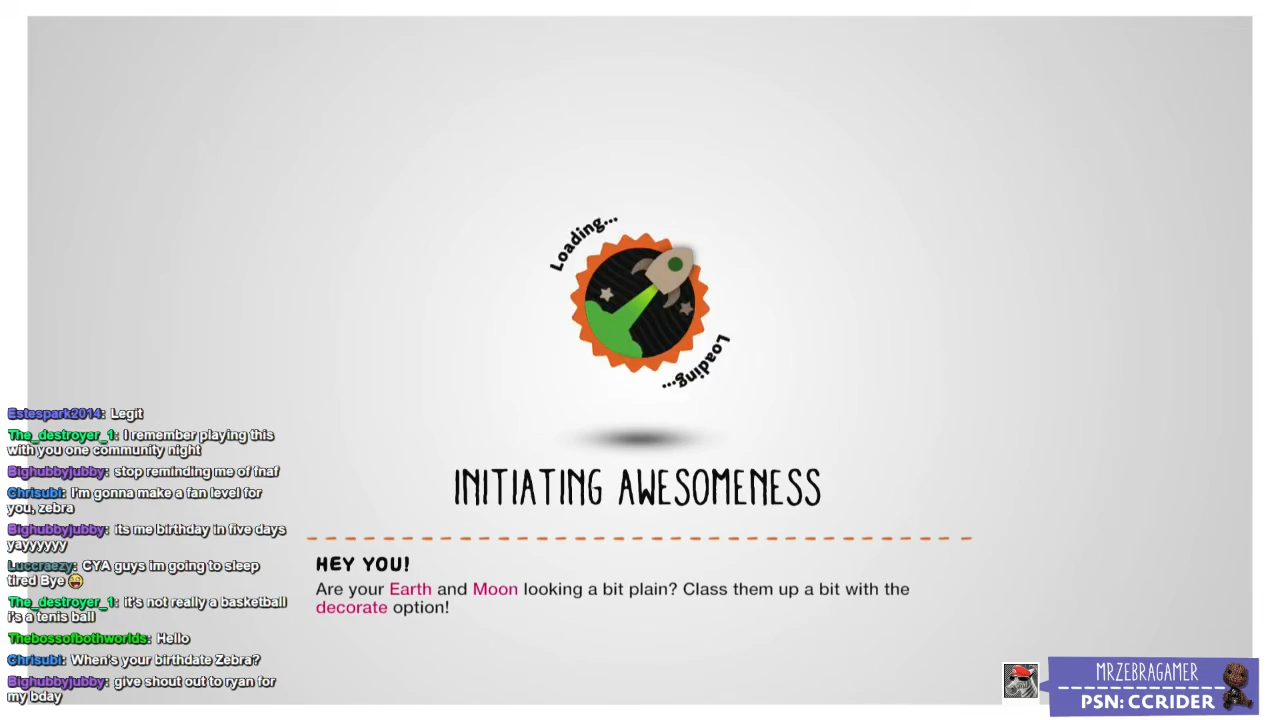 Loading...
Loading...
INITIATING AWESOMENESS
HEY YOU!
Are your Earth and Moon looking a bit plain? Class them up a bit with the
decorate option!
Estespark2014: Legit
The_destroyer_1: I remember playing this
with you one community night
Bighubbyjubby: stop reminding me of fnaf
Chrisubi: I'm gonna make a fan level for
you, zebra
Bighubbyjubby: its me birthday in five days
yayyyyyy
Luccraezy: CYA guys im going to sleep
tired Bye
The_destroyer_1: it's not really a basketball
i's a tenis ball
Thebossofbothworlds: Hello
Chrisubi: When's your birthdate Zebra?
Bighubbyjubby: give shout out to ryan for
my bday
MRZEBRAGAMER
PSN: CCRIDER